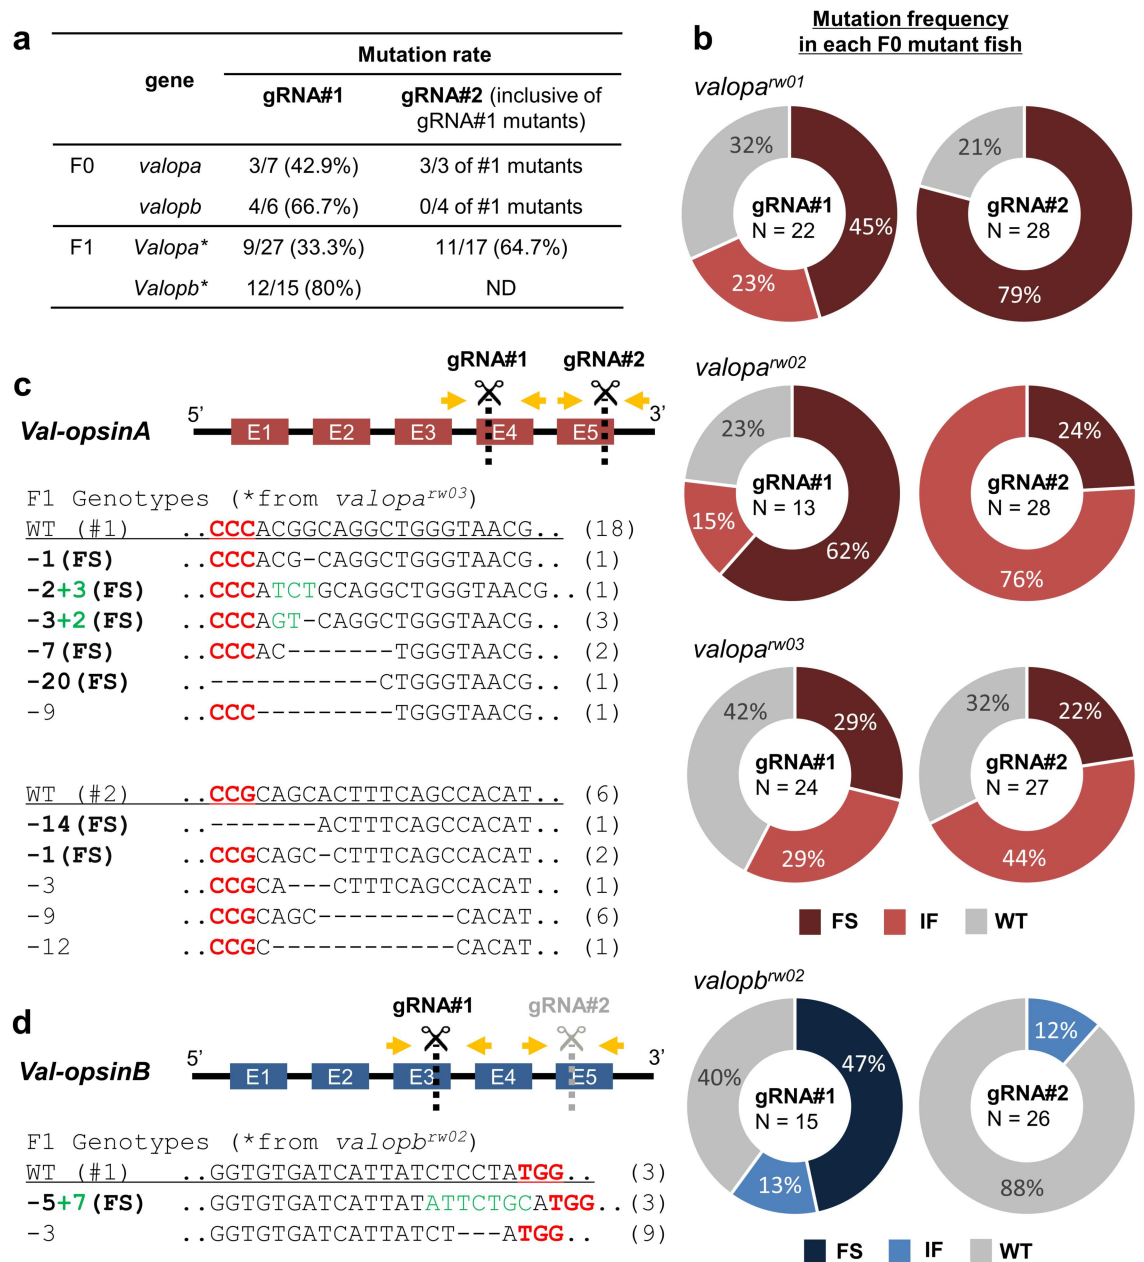 a
gene
Mutation rate
gRNA#1
gRNA#2 (inclusive of
gRNA#1 mutants)
F0 valopa 3/7 (42.9%) 3/3 of #1 mutants
valopb 4/6 (66.7%) 0/4 of #1 mutants
F1 Valopa* 9/27 (33.3%) 11/17 (64.7%)
Valopb* 12/15 (80%) ND
b
Mutation frequency
in each F0 mutant fish
valopa^rw01
32%
45%
23%
gRNA#1
N = 22
21%
79%
gRNA#2
N = 28
valopa^rw02
23%
15%
62%
gRNA#1
N = 13
24%
76%
gRNA#2
N = 28
valopa^rw03
42%
29%
29%
gRNA#1
N = 24
32%
22%
44%
gRNA#2
N = 27
FS IF WT
valopb^rw02
40%
47%
13%
gRNA#1
N = 15
12%
88%
gRNA#2
N = 26
FS IF WT
c
gRNA#1 gRNA#2
Val-opsinA 5' E1 E2 E3 E4 E5 3'
F1 Genotypes (*from valopa^rw03)
WT (#1) ..CCCACGGCAGGCTGGGTAACG.. (18)
-1(FS) ..CCCACG-CAGGCTGGGTAACG.. (1)
-2+3(FS) ..CCCATCTGCAGGCTGGGTAACG.. (1)
-3+2(FS) ..CCCAGT-CAGGCTGGGTAACG.. (3)
-7(FS) ..CCCAC-------TGGGTAACG.. (2)
-20(FS) ..-----------CTGGGTAACG.. (1)
-9 ..CCC---------TGGGTAACG.. (1)
WT (#2) ..CCGCAGCACTTTCAGCCACAT.. (6)
-14(FS) ..-------ACTTTCAGCCACAT.. (1)
-1(FS) ..CCGCAGC-CTTTCAGCCACAT.. (2)
-3 ..CCGCA---CTTTCAGCCACAT.. (1)
-9 ..CCGCAGC---------CACAT.. (6)
-12 ..CCGC------------CACAT.. (1)
d
gRNA#1 gRNA#2
Val-opsinB 5' E1 E2 E3 E4 E5 3'
F1 Genotypes (*from valopb^rw02)
WT (#1) ..GGTGTGATCATTATCTCCTATGG.. (3)
-5+7(FS) ..GGTGTGATCATTATATTCTGCATGG.. (3)
-3 ..GGTGTGATCATTATCT---ATGG.. (9)